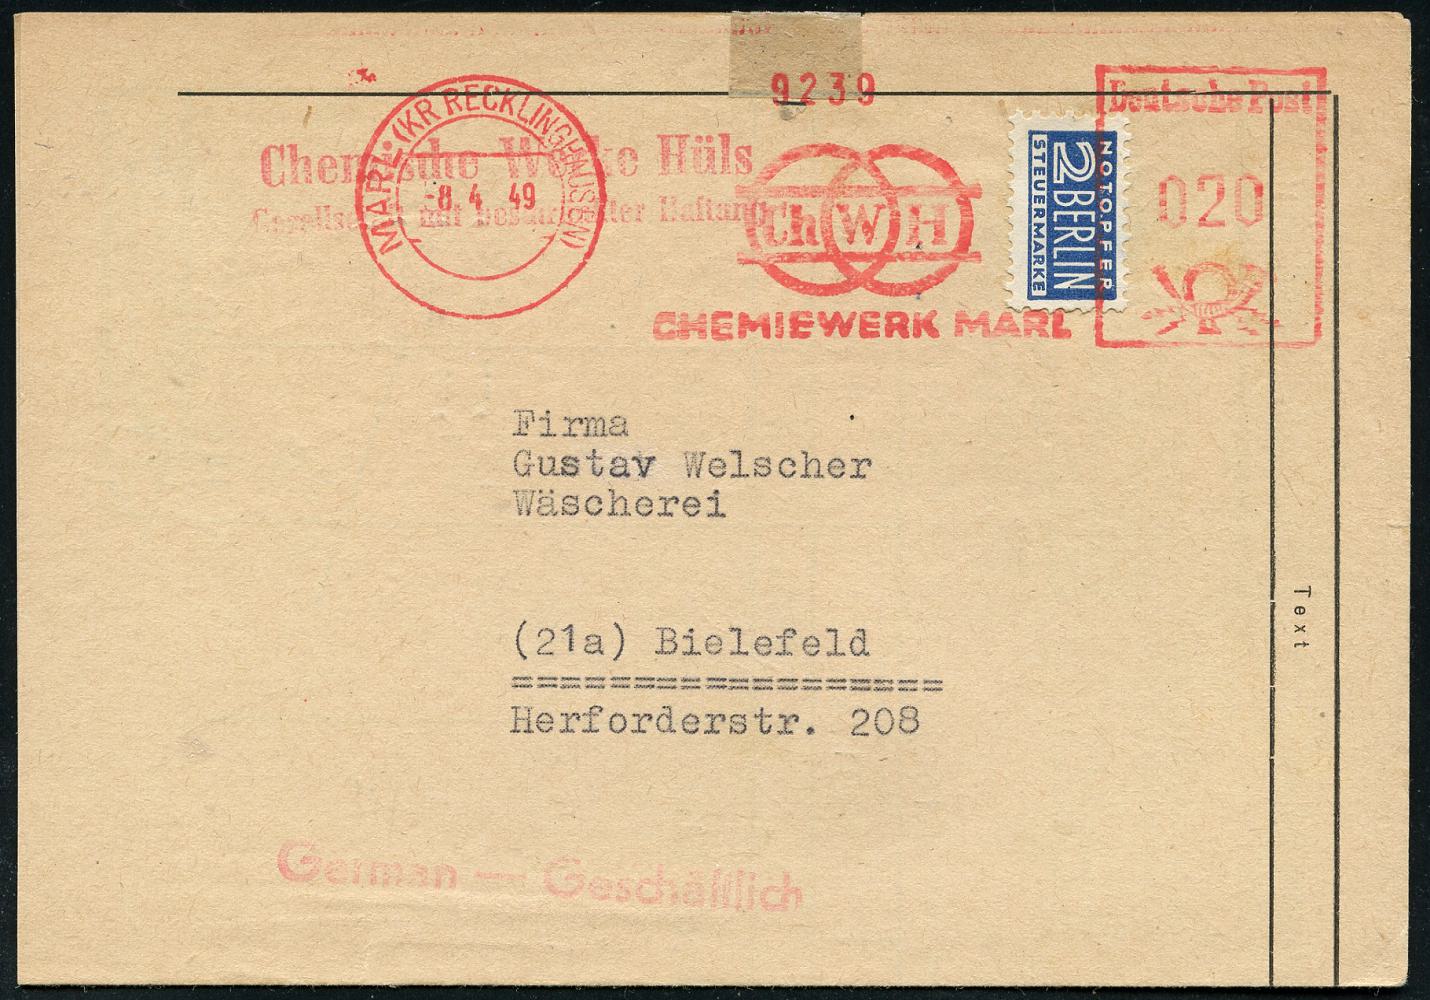 9239
Deutsche Post
MARL (KR RECKLINGHAUSEN)
-8 4 49
Chemische Werke Hüls
Gesellschaft mit beschränkter Haftung
ChWH
CHEMIEWERK MARL
NOTOPFER
2 BERLIN
STEUERMARKE
020
Firma
Gustav Welscher
Wäscherei
(21a) Bielefeld
==================
Herforderstr. 208
Text
German — Geschäftlich